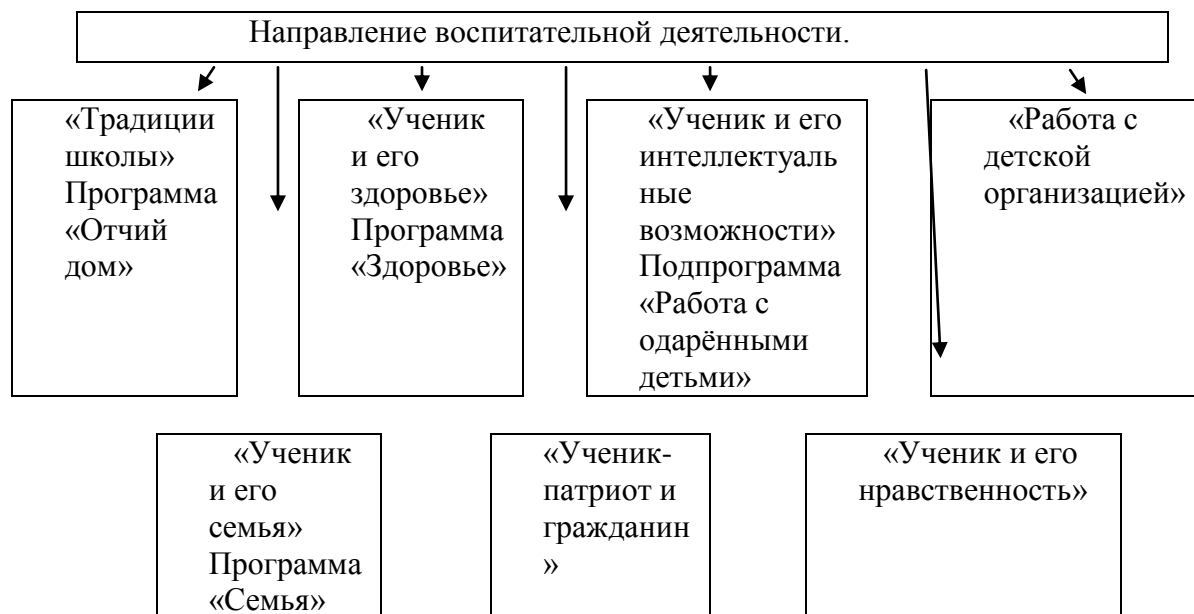 Направление воспитательной деятельности.
«Традиции
школы»
Программа
«Отчий
дом»
«Ученик
и его
здоровье»
Программа
«Здоровье»
«Ученик и его
интеллектуаль
ные
возможности»
Подпрограмма
«Работа с
одарёнными
детьми»
«Работа с
детской
организацией»
«Ученик
и его
семья»
Программа
«Семья»
«Ученик-
патриот и
гражданин
»
«Ученик и его
нравственность»